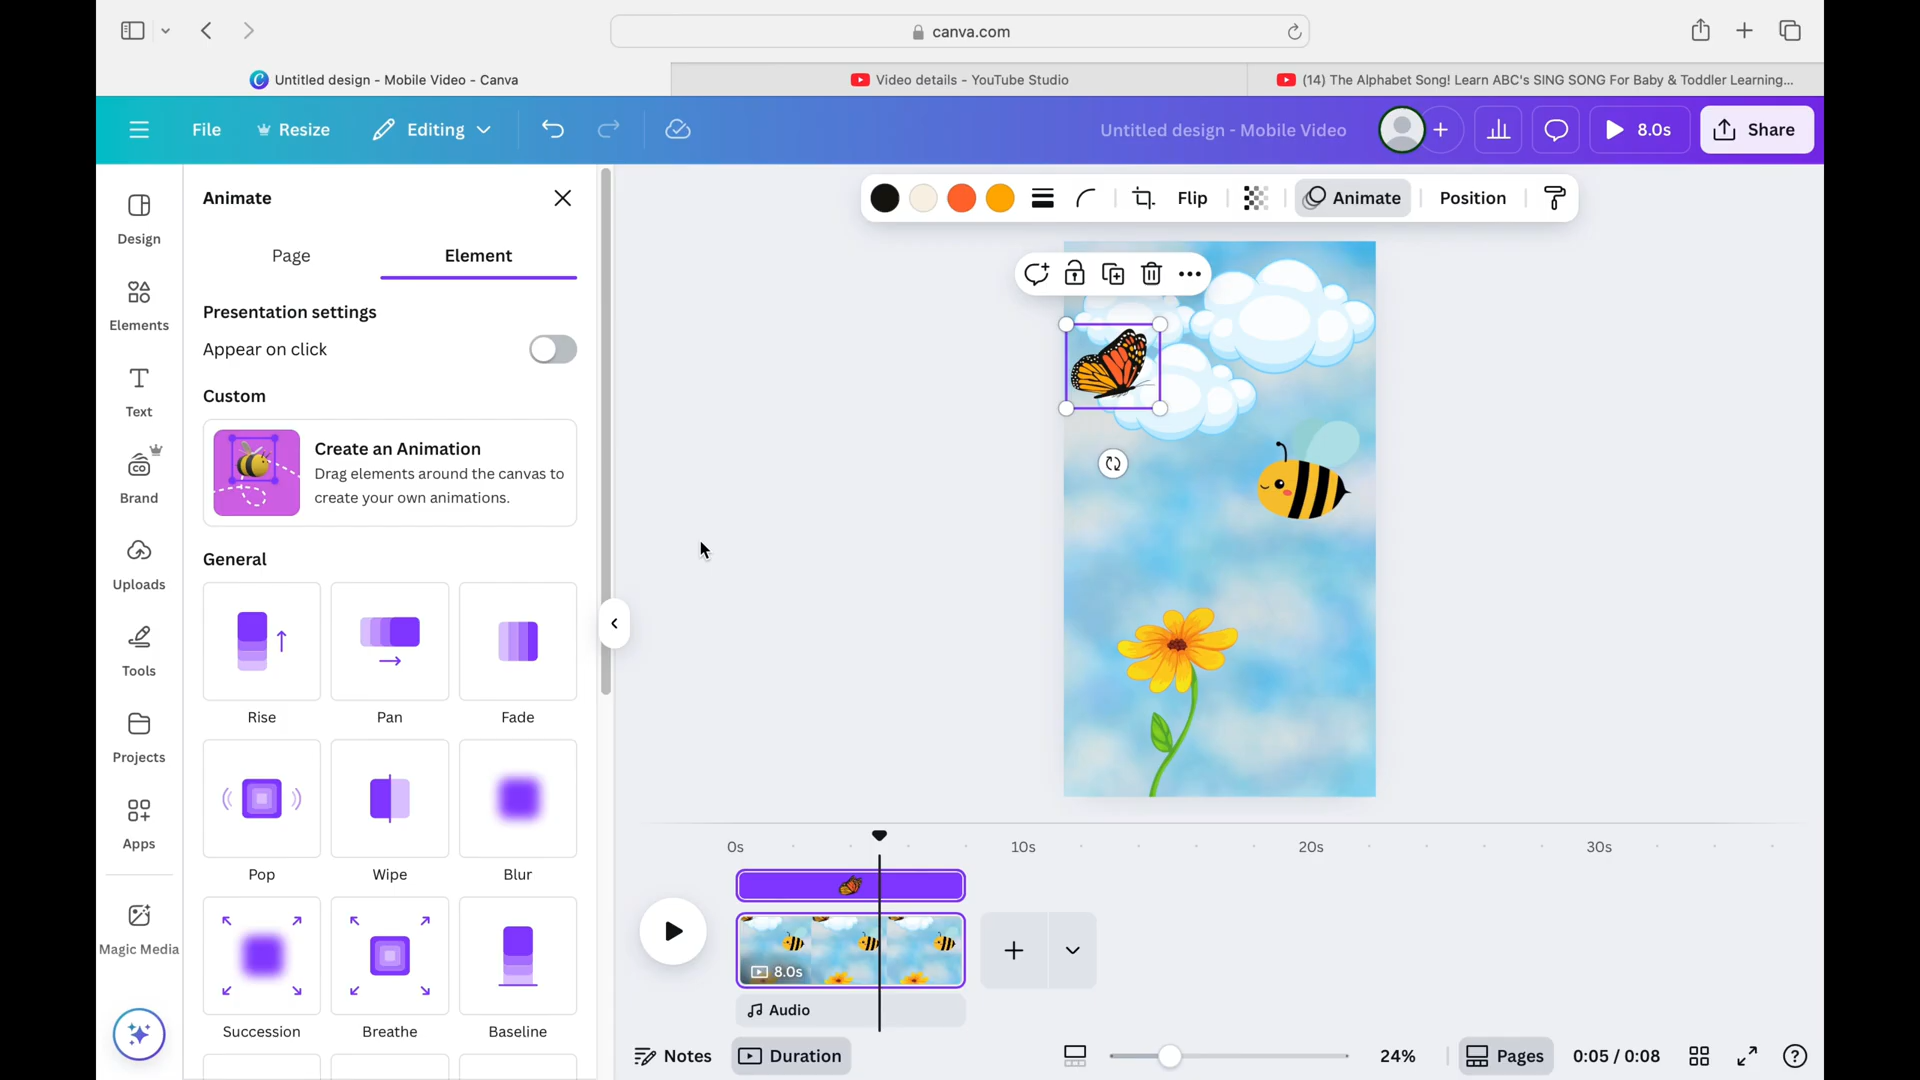 canva.com
Untitled design - Mobile Video - Canva
Video details - YouTube Studio
(14) The Alphabet Song! Learn ABC's SING SONG For Baby & Toddler Learning...
File
Resize
Editing
Untitled design - Mobile Video
8.0s
Share
Design
Elements
Text
Brand
Uploads
Tools
Projects
Apps
Magic Media
Animate
Page
Element
Presentation settings
Appear on click
Custom
Create an Animation
Drag elements around the canvas to
create your own animations.
General
Rise
Pan
Fade
Pop
Wipe
Blur
Succession
Breathe
Baseline
Flip
Animate
Position
0s
10s
20s
30s
8.0s
Audio
Notes
Duration
24%
Pages
0:05 / 0:08